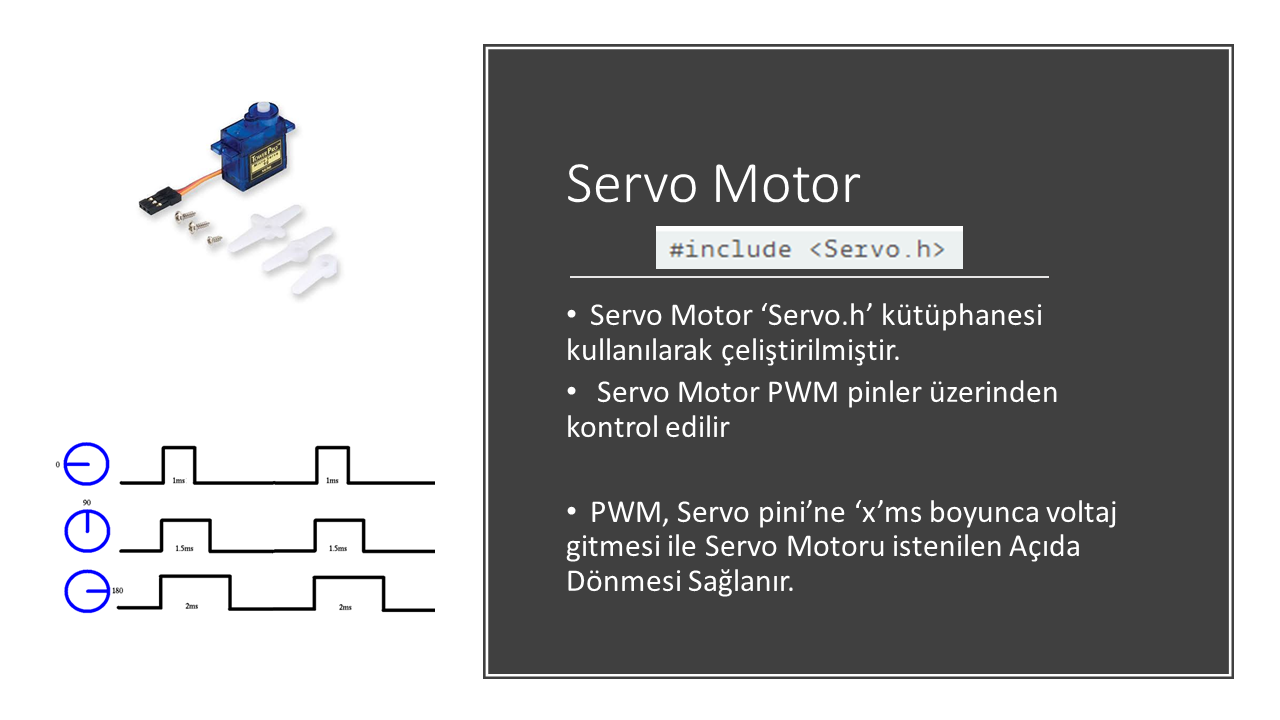 Servo Motor
#include <Servo.h>
• Servo Motor ‘Servo.h’ kütüphanesi
kullanılarak çeliştirilmiştir.
• Servo Motor PWM pinler üzerinden
kontrol edilir
• PWM, Servo pini’ne ‘x’ms boyunca voltaj
gitmesi ile Servo Motoru istenilen Açıda
Dönmesi Sağlanır.
TOWER PRO
0
1ms
1ms
90
1.5ms
1.5ms
180
2ms
2ms